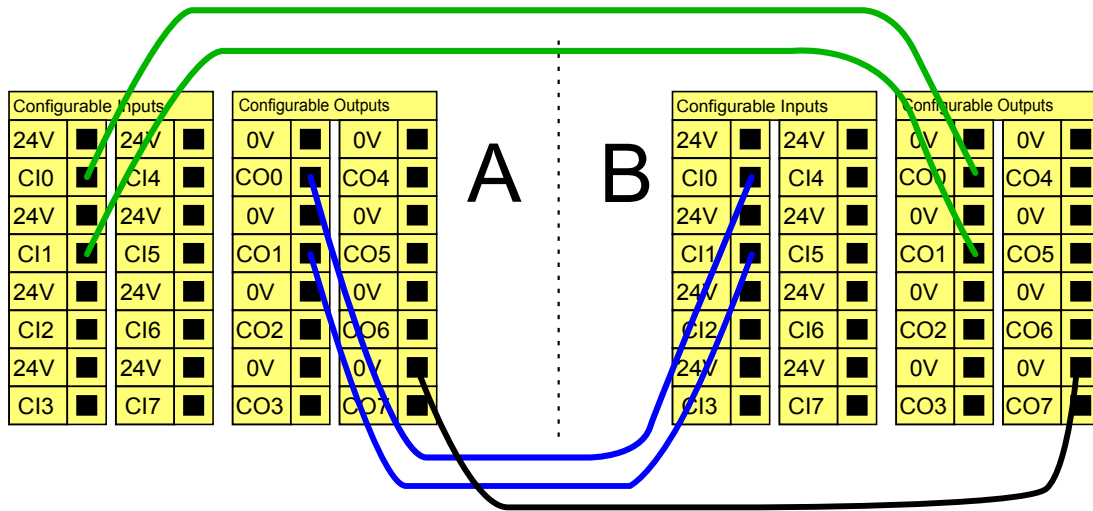 Configurable Inputs
24V 24V
CI0 CI4
24V 24V
CI1 CI5
24V 24V
CI2 CI6
24V 24V
CI3 CI7
Configurable Outputs
0V 0V
CO0 CO4
0V 0V
CO1 CO5
0V 0V
CO2 CO6
0V 0V
CO3 CO7
A
B
Configurable Inputs
24V 24V
CI0 CI4
24V 24V
CI1 CI5
24V 24V
CI2 CI6
24V 24V
CI3 CI7
Configurable Outputs
0V 0V
CO0 CO4
0V 0V
CO1 CO5
0V 0V
CO2 CO6
0V 0V
CO3 CO7